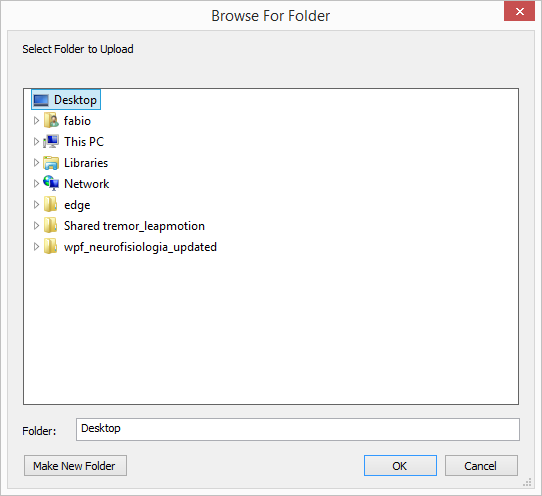 Browse For Folder
Select Folder to Upload
Desktop
fabio
This PC
Libraries
Network
edge
Shared tremor_leapmotion
wpf_neurofisiologia_updated
Folder: Desktop
Make New Folder OK Cancel